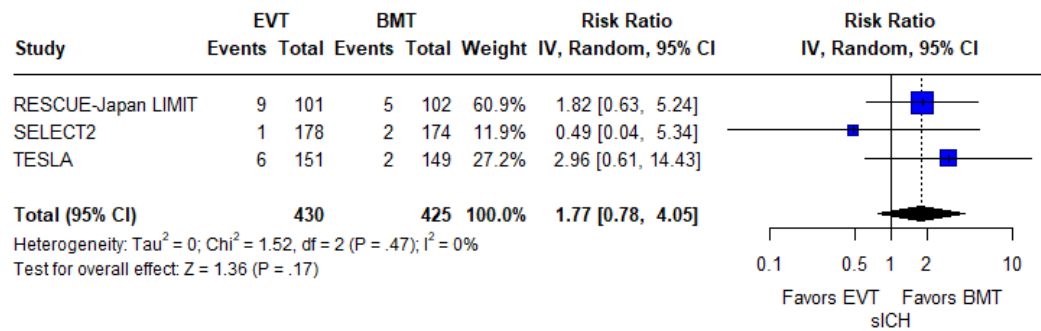 EVT BMT Risk Ratio Risk Ratio
Study Events Total Events Total Weight IV, Random, 95% CI IV, Random, 95% CI
RESCUE-Japan LIMIT 9 101 5 102 60.9% 1.82 [0.63, 5.24]
SELECT2 1 178 2 174 11.9% 0.49 [0.04, 5.34]
TESLA 6 151 2 149 27.2% 2.96 [0.61, 14.43]
Total (95% CI) 430 425 100.0% 1.77 [0.78, 4.05]
Heterogeneity: Tau² = 0; Chi² = 1.52, df = 2 (P = .47); I² = 0%
Test for overall effect: Z = 1.36 (P = .17)
0.1 0.5 1 2 10
Favors EVT Favors BMT
sICH